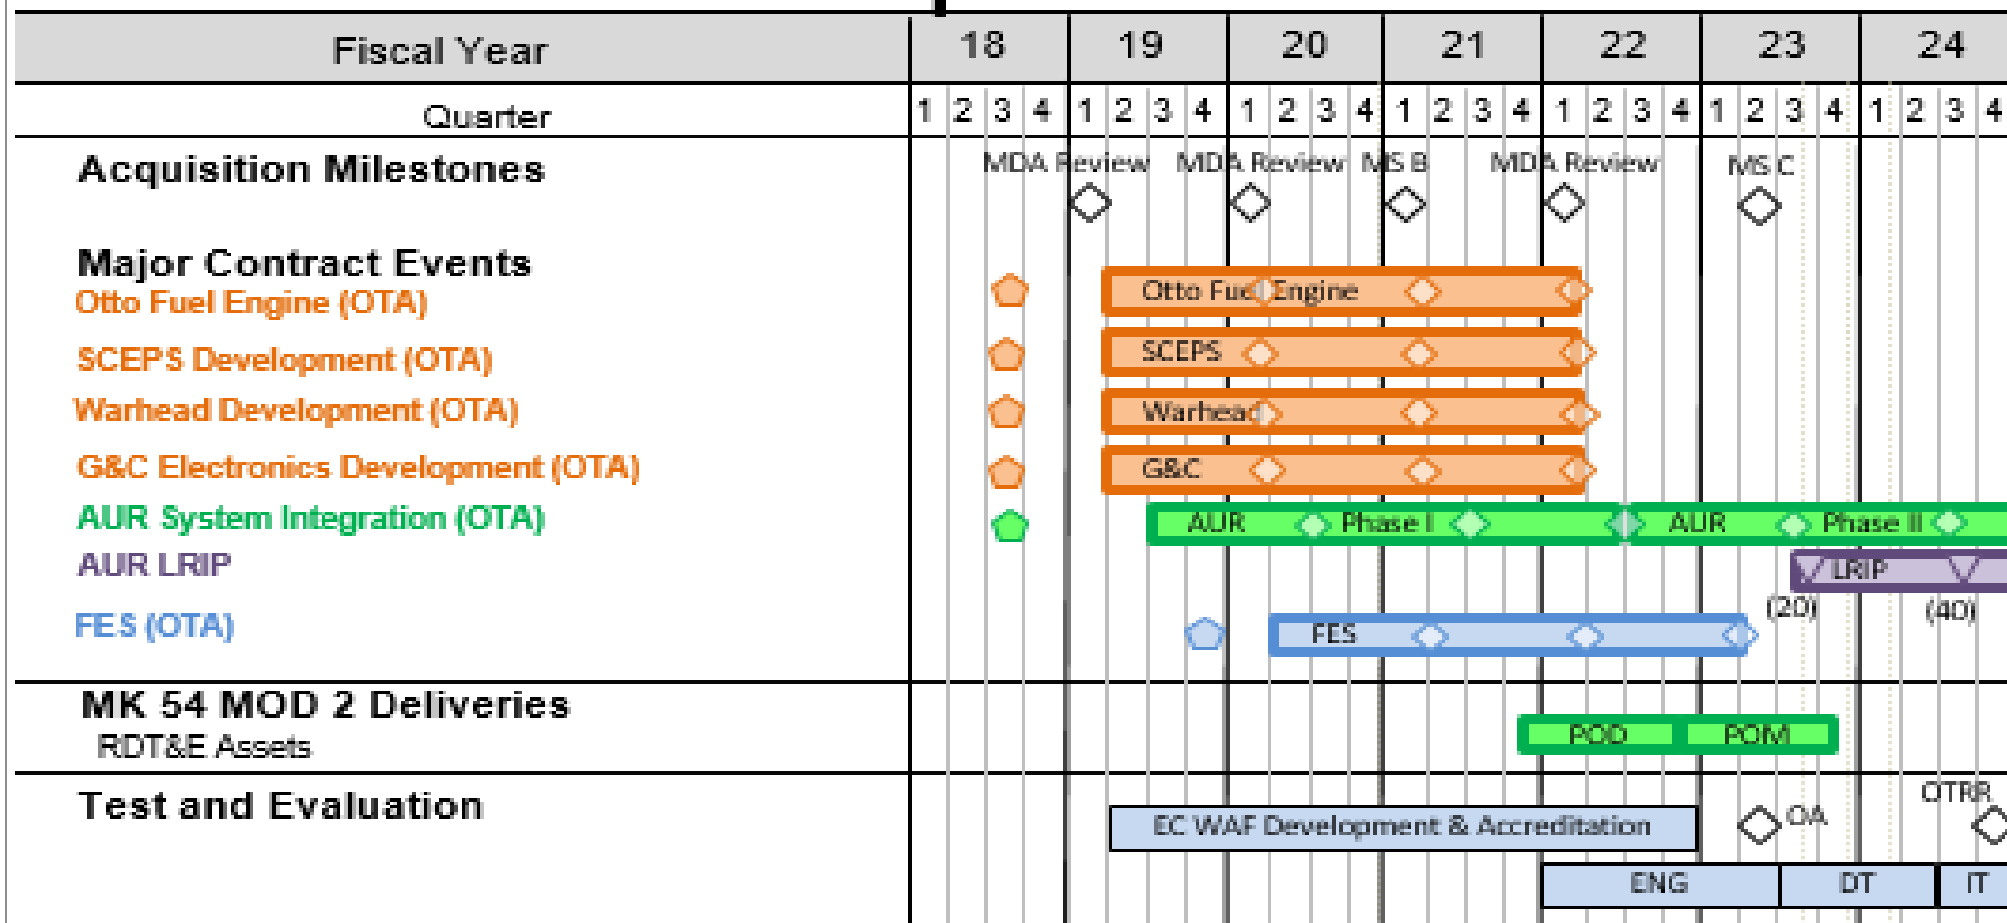 Fiscal Year 18 19 20 21 22 23 24
Quarter 1 2 3 4 1 2 3 4 1 2 3 4 1 2 3 4 1 2 3 4 1 2 3 4 1 2 3 4
Acquisition Milestones MDA Review MDA Review MS B MDA Review MS C
Major Contract Events
Otto Fuel Engine (OTA) Otto Fuel Engine
SCEPS Development (OTA) SCEPS
Warhead Development (OTA) Warhead
G&C Electronics Development (OTA) G&C
AUR System Integration (OTA) AUR Phase I AUR Phase II
AUR LRIP LRIP
(20) (40)
FES (OTA) FES
MK 54 MOD 2 Deliveries
RDT&E Assets POD POM
Test and Evaluation OTRR
EC WAF Development & Accreditation OA
ENG DT IT